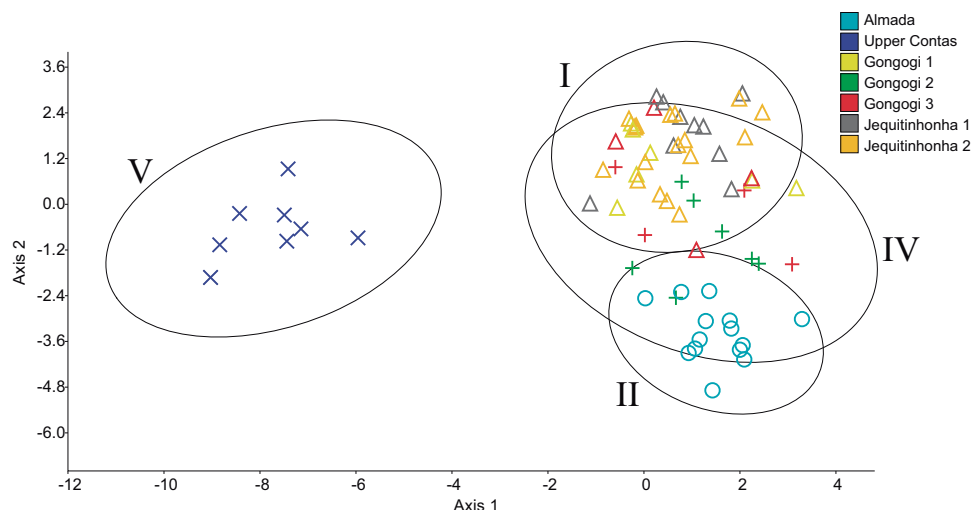 Almada
Upper Contas
Gongogi 1
Gongogi 2
Gongogi 3
Jequitinhonha 1
Jequitinhonha 2
I
V
IV
II
3.6
2.4
1.2
0.0
-1.2
-2.4
-3.6
-4.8
-6.0
Axis 2
-12 -10 -8 -6 -4 -2 0 2 4
Axis 1